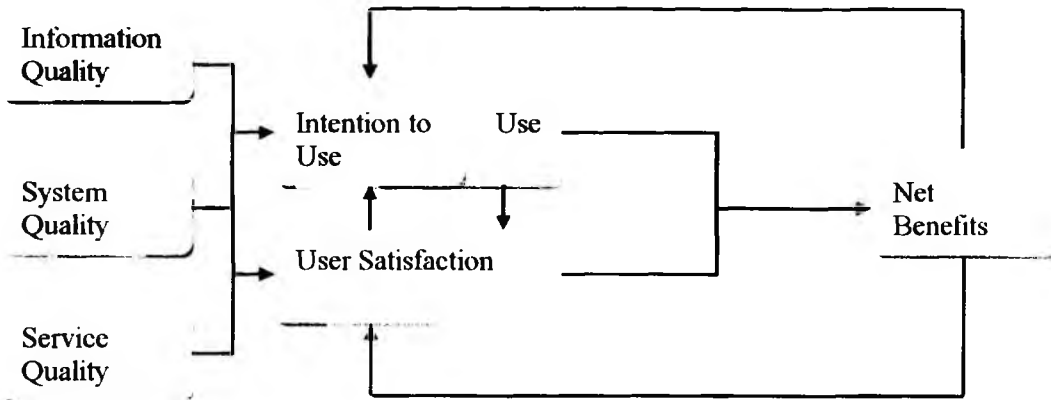 Information
Quality
Intention to
Use
Use
System
Quality
Net
Benefits
User Satisfaction
Service
Quality